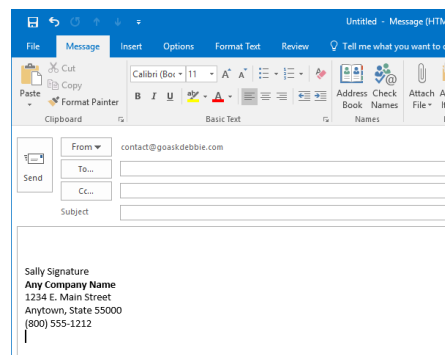 Untitled - Message (HTM
File Message Insert Options Format Text Review Tell me what you want to
Cut
Copy
Format Painter
Paste
Clipboard
Calibri (Boc 11 A A
B I U ab A
Basic Text
Address Book
Check Names
Names
Attach File
From contact@goaskdebbie.com
To...
Cc...
Subject
Send
Sally Signature
Any Company Name
1234 E. Main Street
Anytown, State 55000
(800) 555-1212